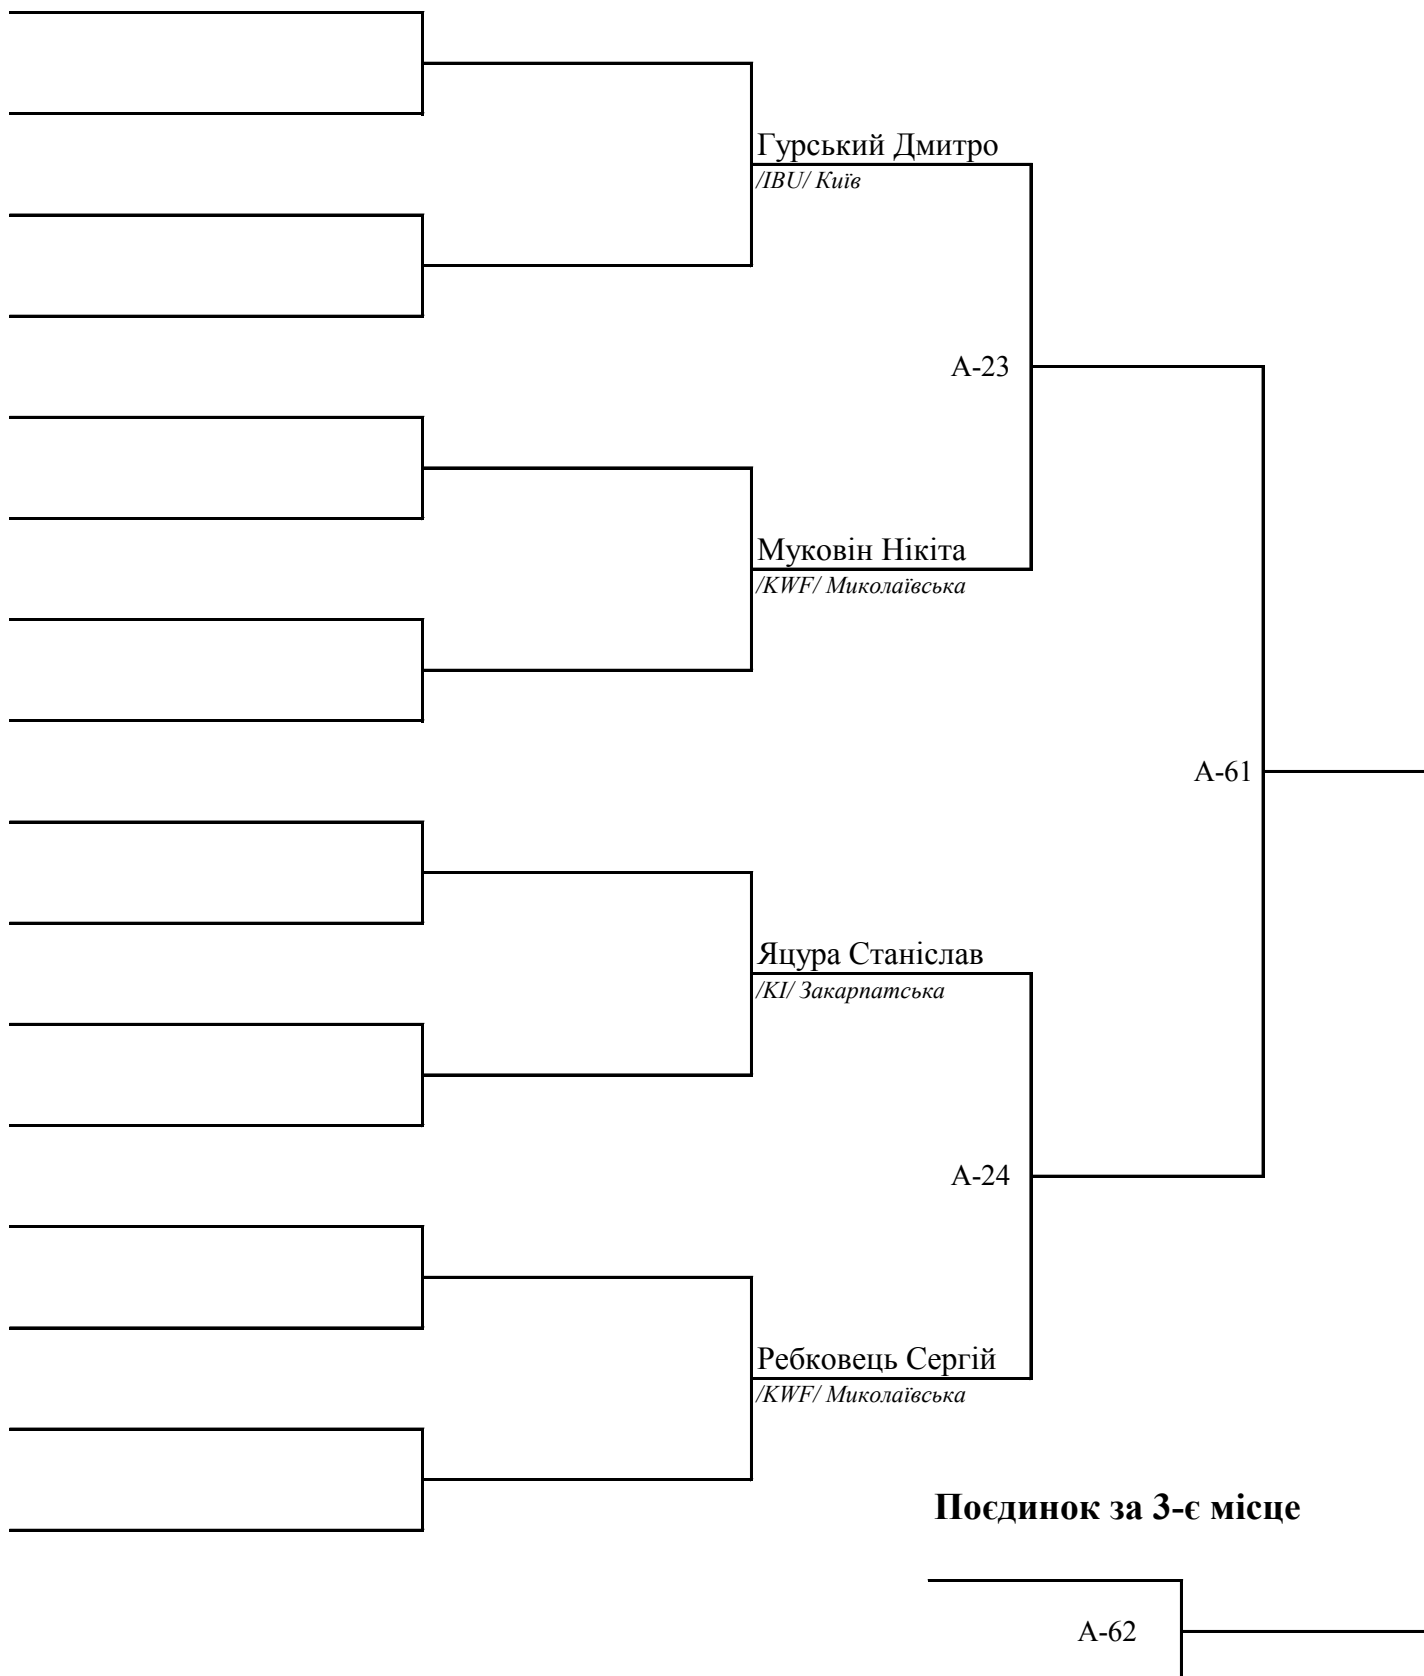 Гурський Дмитро
/IBU/ Київ
А-23
Муковін Нікіта
/KWF/ Миколаївська
А-61
Яцура Станіслав
/KI/ Закарпатська
А-24
Ребковець Сергій
/KWF/ Миколаївська
Поєдинок за 3-є місце
А-62